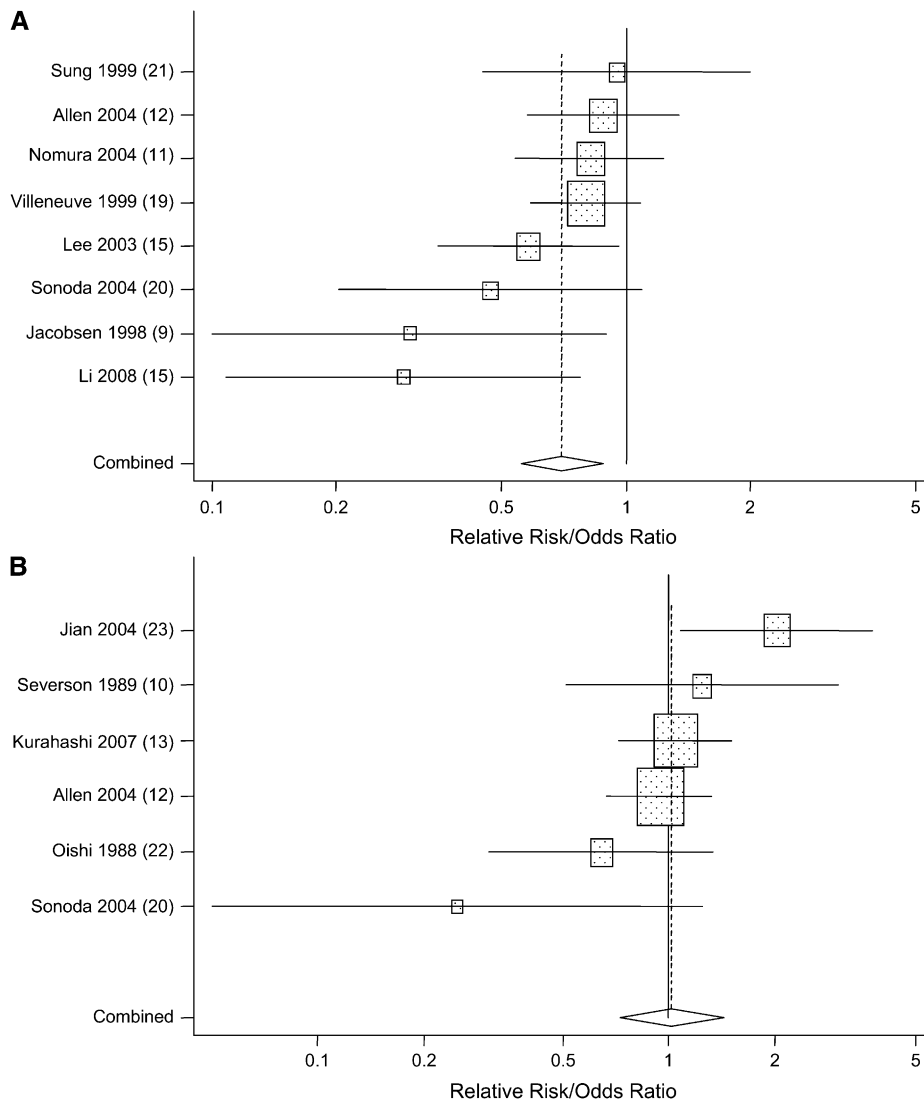 A
Sung 1999 (21)
Allen 2004 (12)
Nomura 2004 (11)
Villeneuve 1999 (19)
Lee 2003 (15)
Sonoda 2004 (20)
Jacobsen 1998 (9)
Li 2008 (15)
Combined
0.1 0.2 0.5 1 2 5
Relative Risk/Odds Ratio
B
Jian 2004 (23)
Severson 1989 (10)
Kurahashi 2007 (13)
Allen 2004 (12)
Oishi 1988 (22)
Sonoda 2004 (20)
Combined
0.1 0.2 0.5 1 2 5
Relative Risk/Odds Ratio